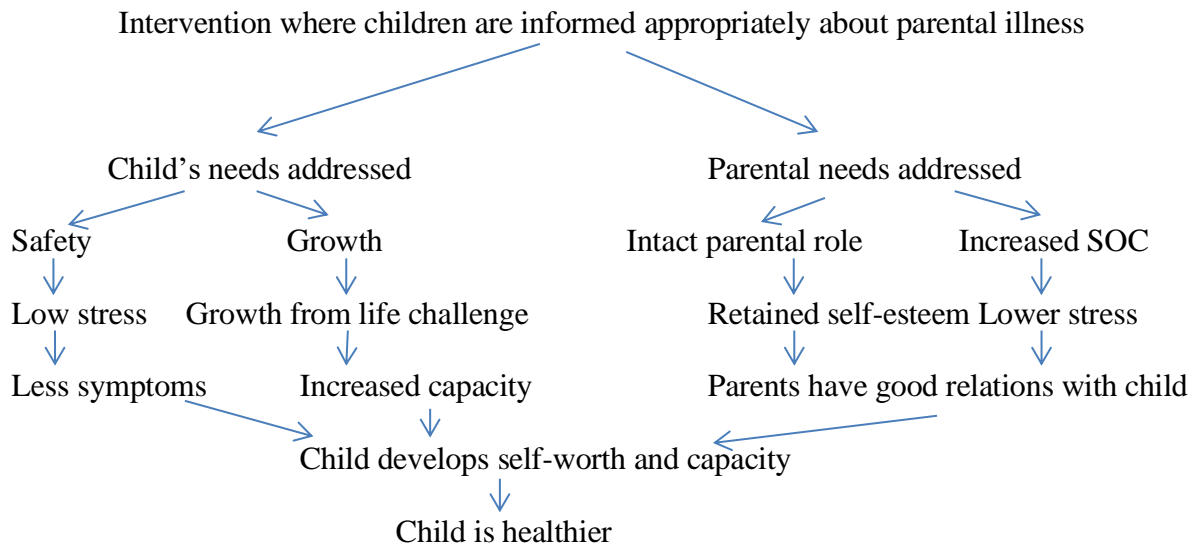 Intervention where children are informed appropriately about parental illness
Child’s needs addressed Parental needs addressed
Safety Growth Intact parental role Increased SOC
Low stress Growth from life challenge Retained self-esteem Lower stress
Less symptoms Increased capacity Parents have good relations with child
Child develops self-worth and capacity
Child is healthier